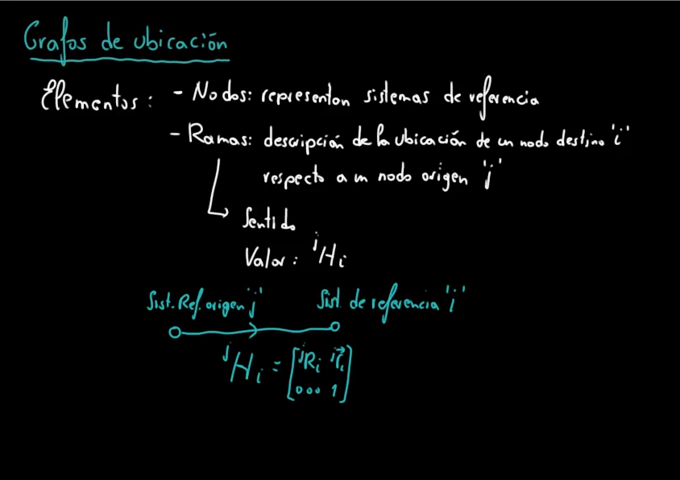 Grafos de ubicación
Elementos: - Nodos: representan sistemas de referencia
- Ramas: descripción de la ubicación de un nodo destino 'i'
respecto a un nodo origen 'j'
Sentido
Valor: ʲHᵢ
Sist. Ref. origen 'j' Sist. de referencia 'i'
ʲHᵢ = [ʲRᵢ ʲr⃗ᵢ
0 0 0 1]